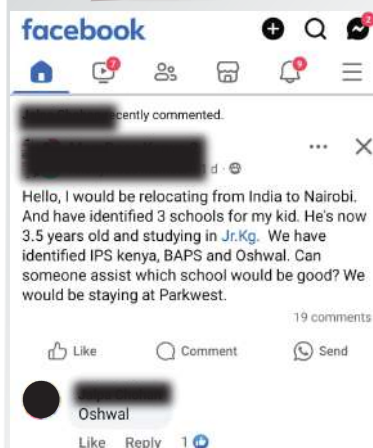 facebook
2
7
9
cently commented.
d ·
Hello, I would be relocating from India to Nairobi.
And have identified 3 schools for my kid. He's now
3.5 years old and studying in Jr.Kg. We have
identified IPS kenya, BAPS and Oshwal. Can
someone assist which school would be good? We
would be staying at Parkwest.
19 comments
Like Comment Send
Oshwal
Like Reply 1